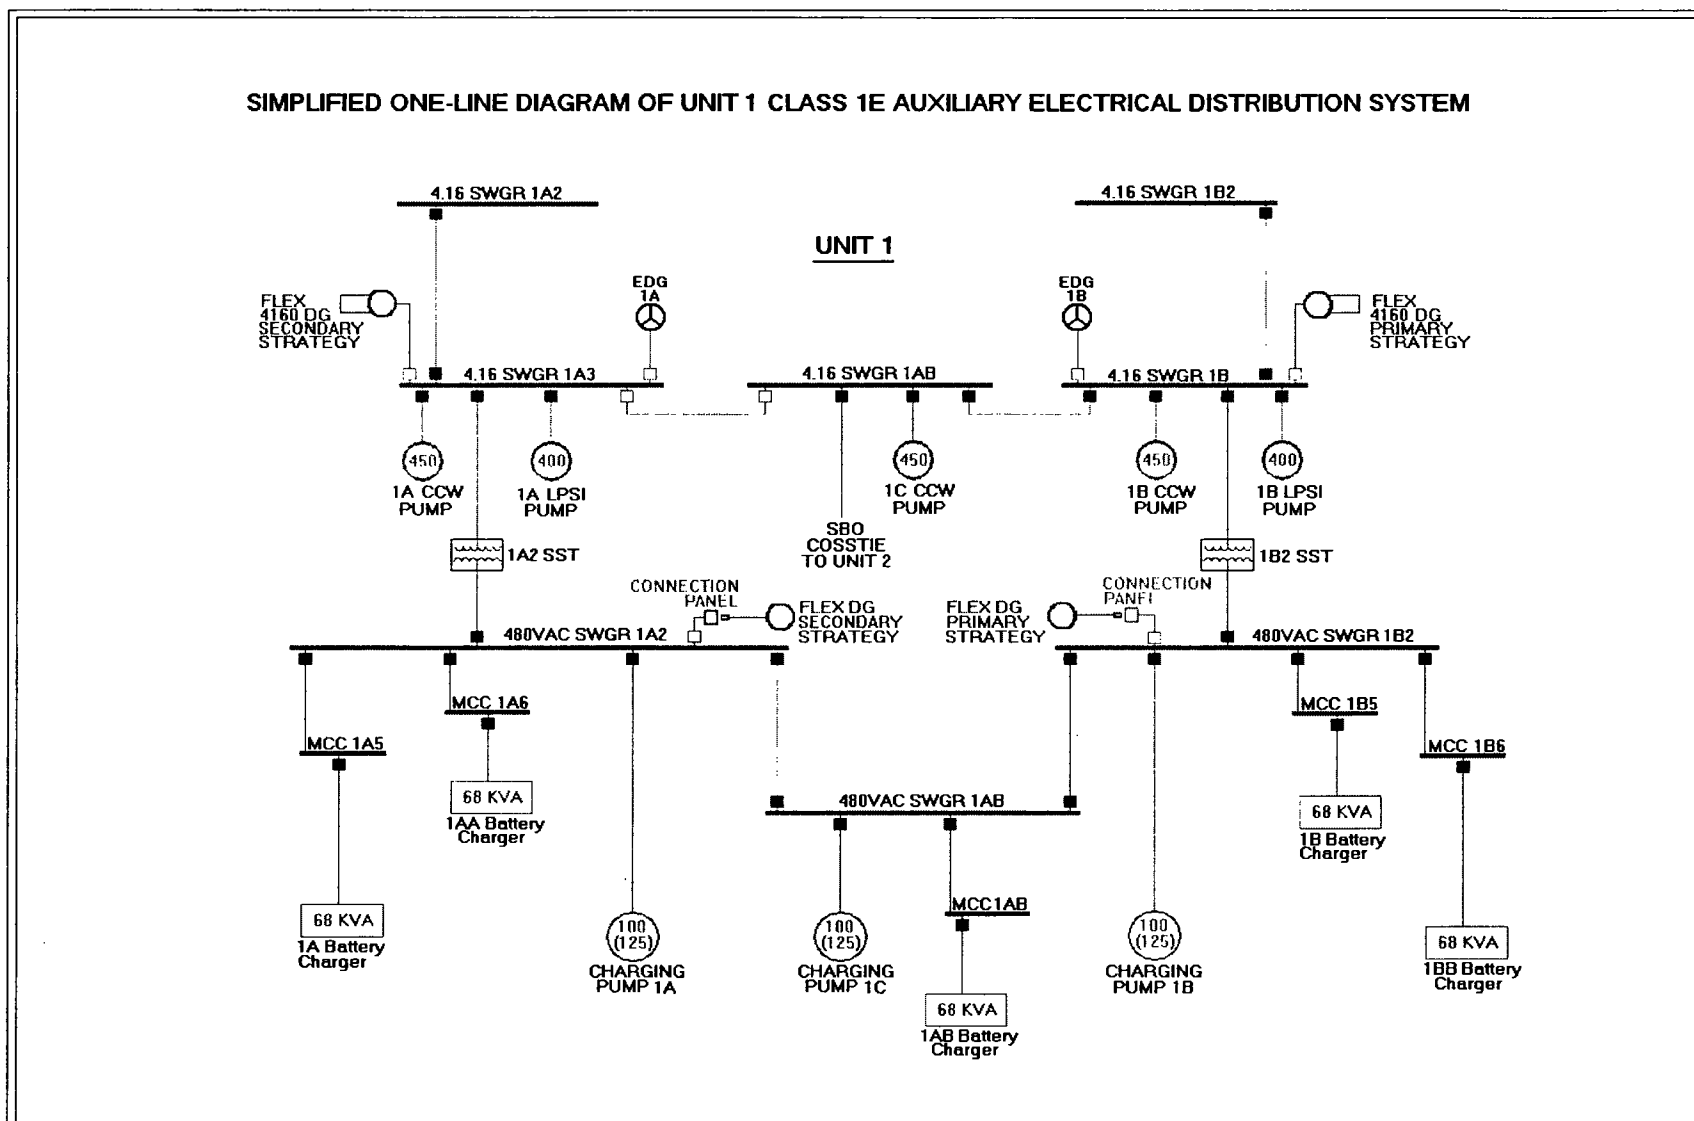 SIMPLIFIED ONE-LINE DIAGRAM OF UNIT 1 CLASS 1E AUXILIARY ELECTRICAL DISTRIBUTION SYSTEM
4.16 SWGR 1A2
4.16 SWGR 1B2
UNIT 1
FLEX
4160 DG
SECONDARY
STRATEGY
EDG
1A
EDG
1B
FLEX
4160 DG
PRIMARY
STRATEGY
4.16 SWGR 1A3
4.16 SWGR 1AB
4.16 SWGR 1B
450
1A CCW
PUMP
400
1A LPSI
PUMP
450
1C CCW
PUMP
450
1B CCW
PUMP
400
1B LPSI
PUMP
SBO
COSSTIE
TO UNIT 2
1A2 SST
1B2 SST
CONNECTION
PANEL
FLEX DG
SECONDARY
STRATEGY
FLEX DG
PRIMARY
STRATEGY
CONNECTION
PANEL
480VAC SWGR 1A2
480VAC SWGR 1B2
MCC 1A6
MCC 1B5
MCC 1A5
MCC 1B6
68 KVA
1AA Battery
Charger
480VAC SWGR 1AB
68 KVA
1B Battery
Charger
68 KVA
1A Battery
Charger
100
(125)
CHARGING
PUMP 1A
100
(125)
CHARGING
PUMP 1C
MCC1AB
100
(125)
CHARGING
PUMP 1B
68 KVA
1BB Battery
Charger
68 KVA
1AB Battery
Charger